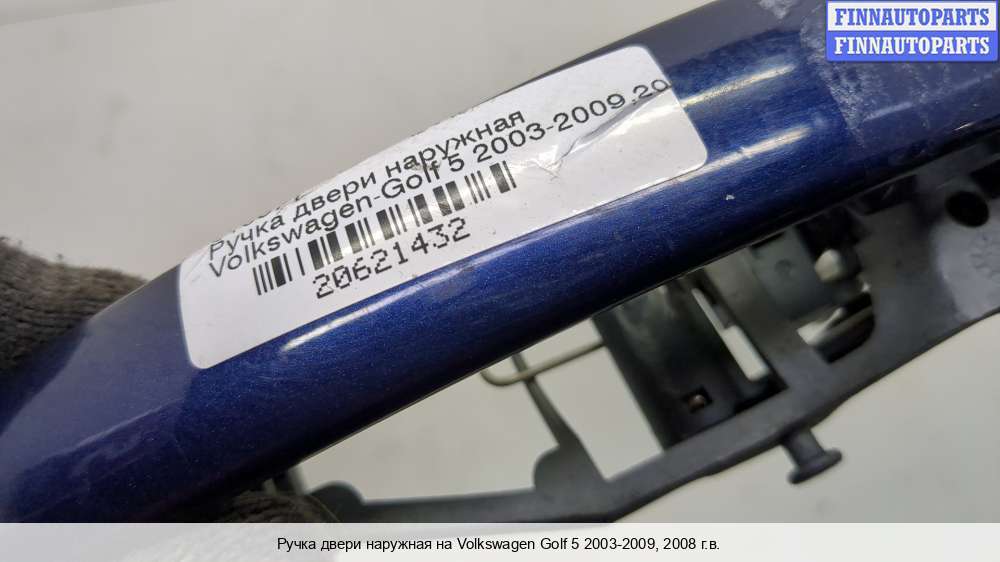 FINNAUTOPARTS
FINNAUTOPARTS
Ручка двери наружная
Volkswagen-Golf 5 2003-2009,20
20621432
Ручка двери наружная на Volkswagen Golf 5 2003-2009, 2008 г.в.